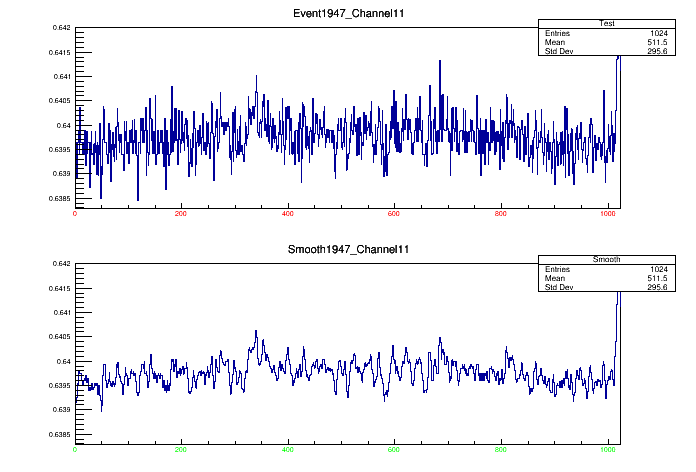 Event1947_Channel11
Test
Entries 1024
Mean 511.5
Std Dev 295.6
0.642
0.6415
0.641
0.6405
0.64
0.6395
0.639
0.6385
0 200 400 600 800 1000
Smooth1947_Channel11
Smooth
Entries 1024
Mean 511.5
Std Dev 295.6
0.642
0.6415
0.641
0.6405
0.64
0.6395
0.639
0.6385
0 200 400 600 800 1000